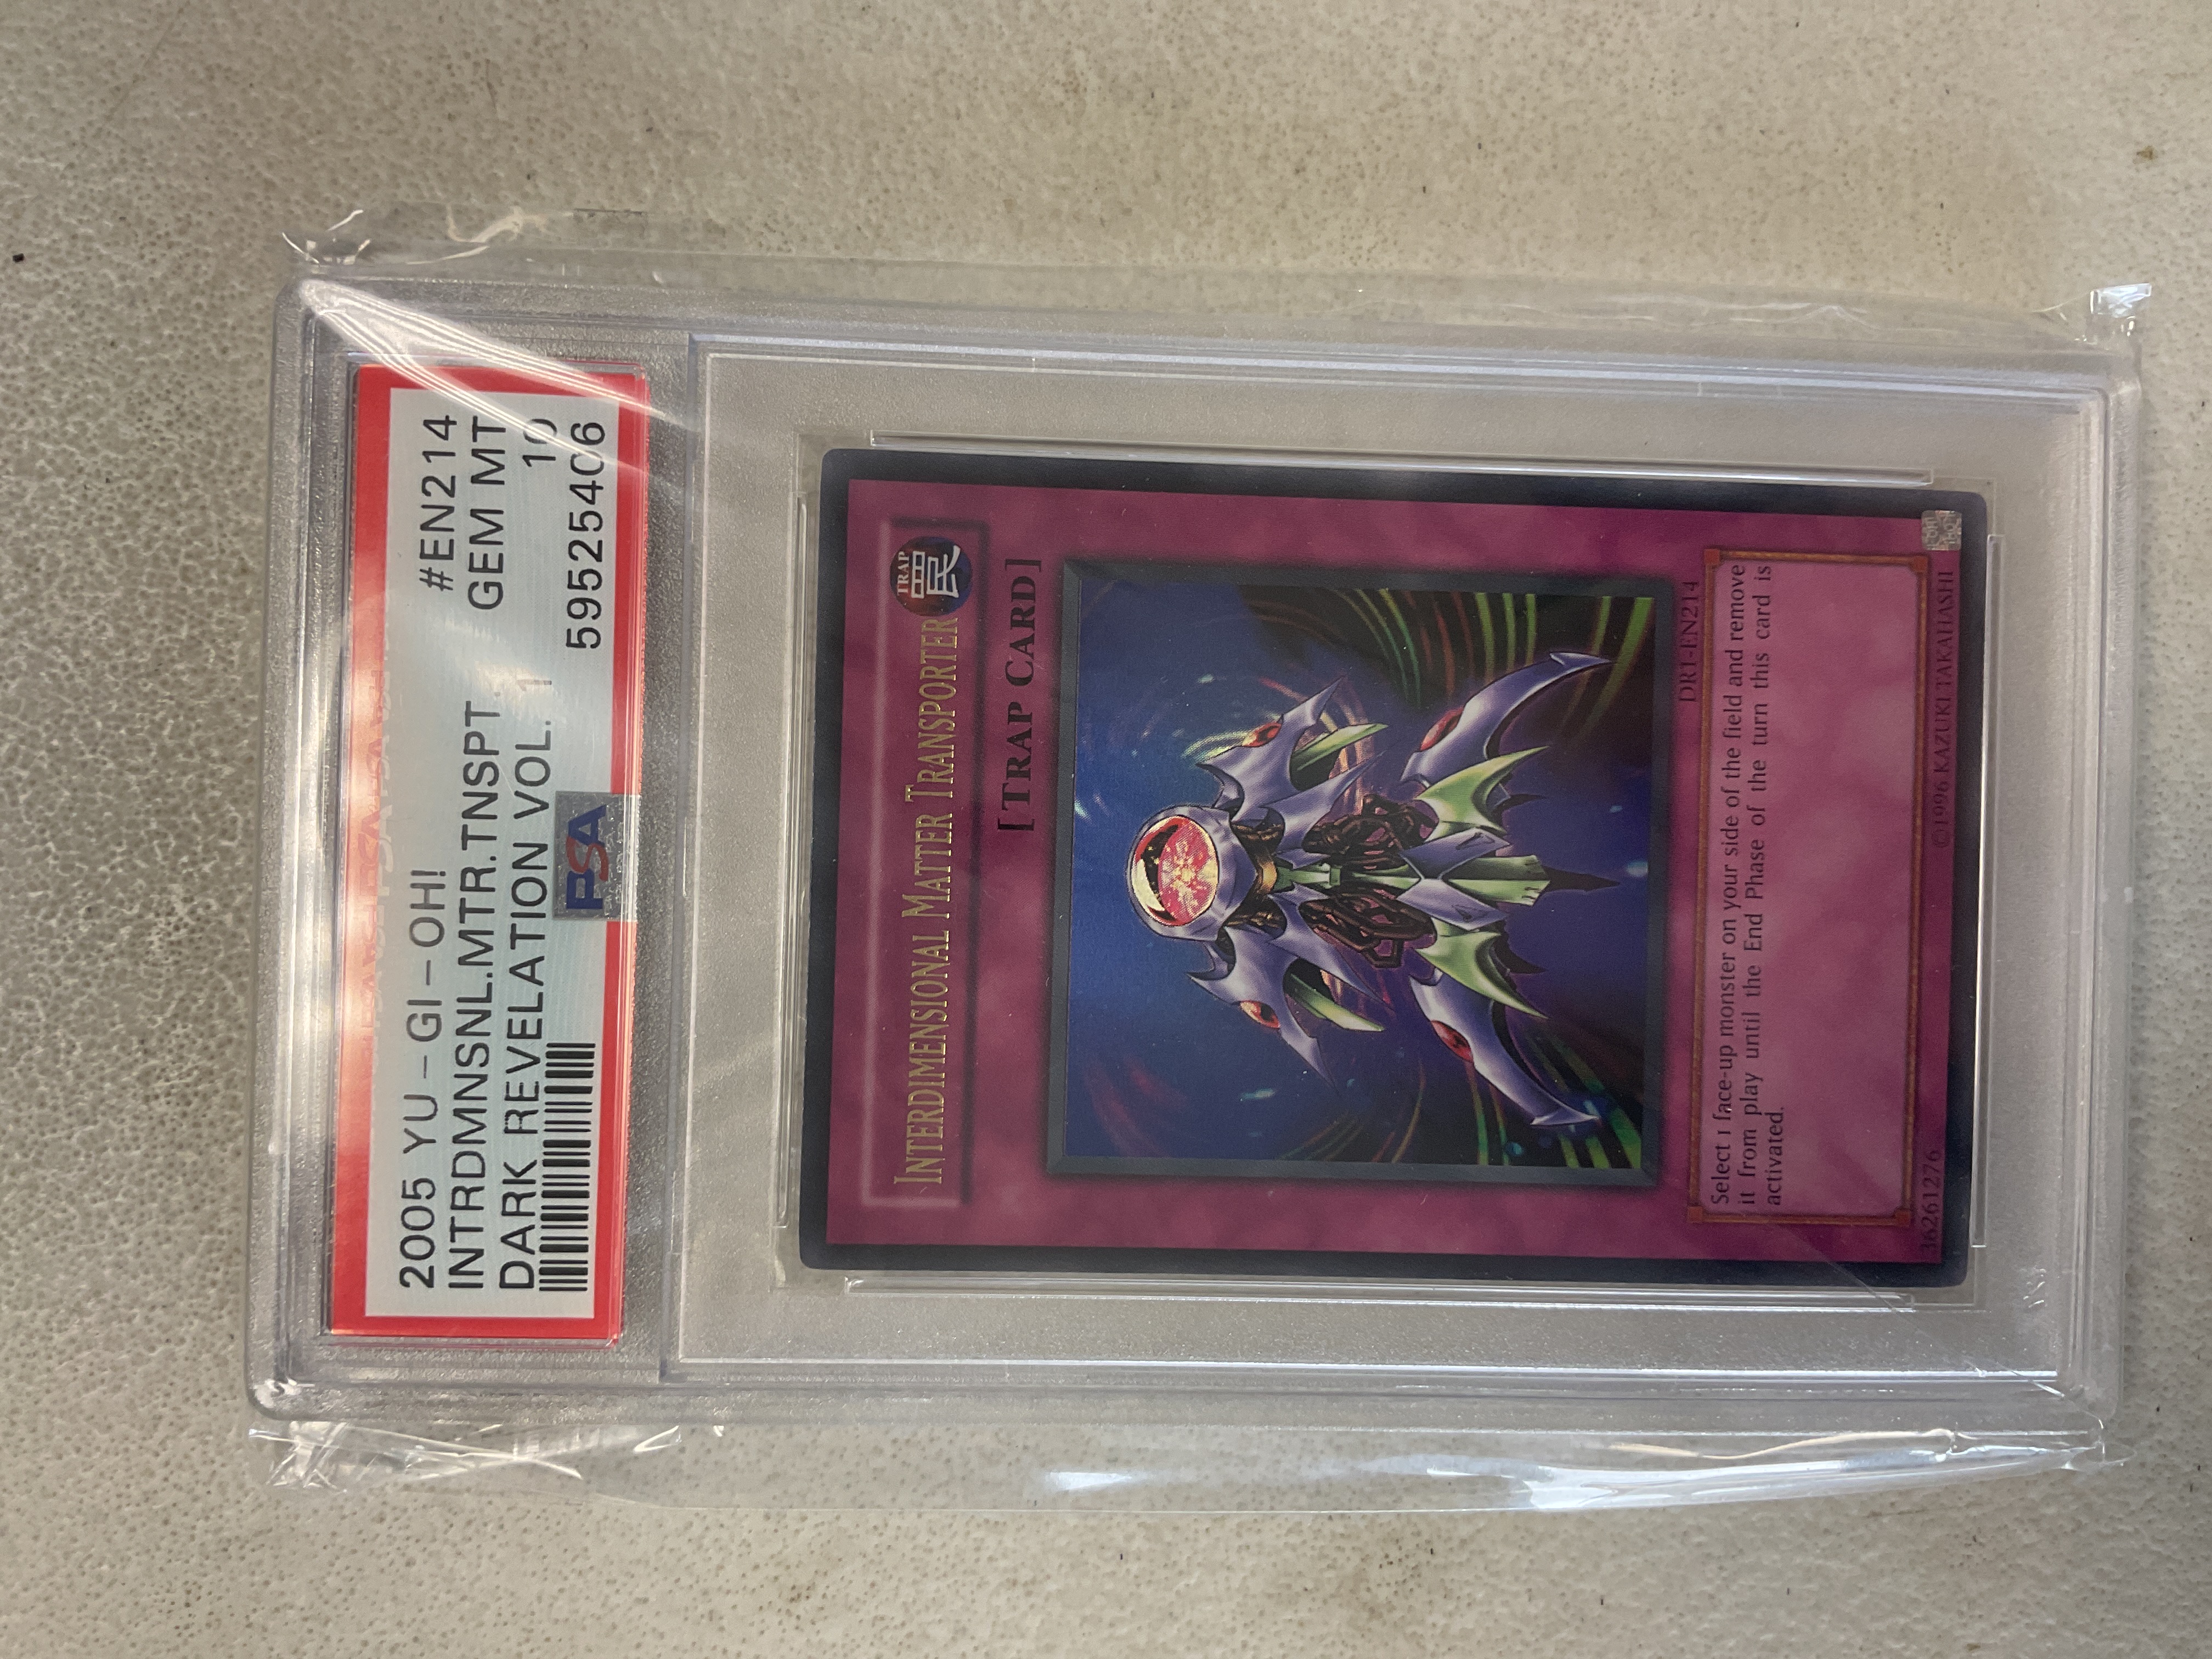 2005 YU-GI-OH! #EN214
INTRDMNSNL.MTR.TNSPT GEM MT
DARK REVELATION VOL. 1 10
PSA 59525406
INTERDIMENSIONAL MATTER TRANSPORTER
TRAP
罠
[TRAP CARD]
DR1-EN214
Select 1 face-up monster on your side of the field and remove
it from play until the End Phase of the turn this card is
activated.
36261276 ©1996 KAZUKI TAKAHASHI